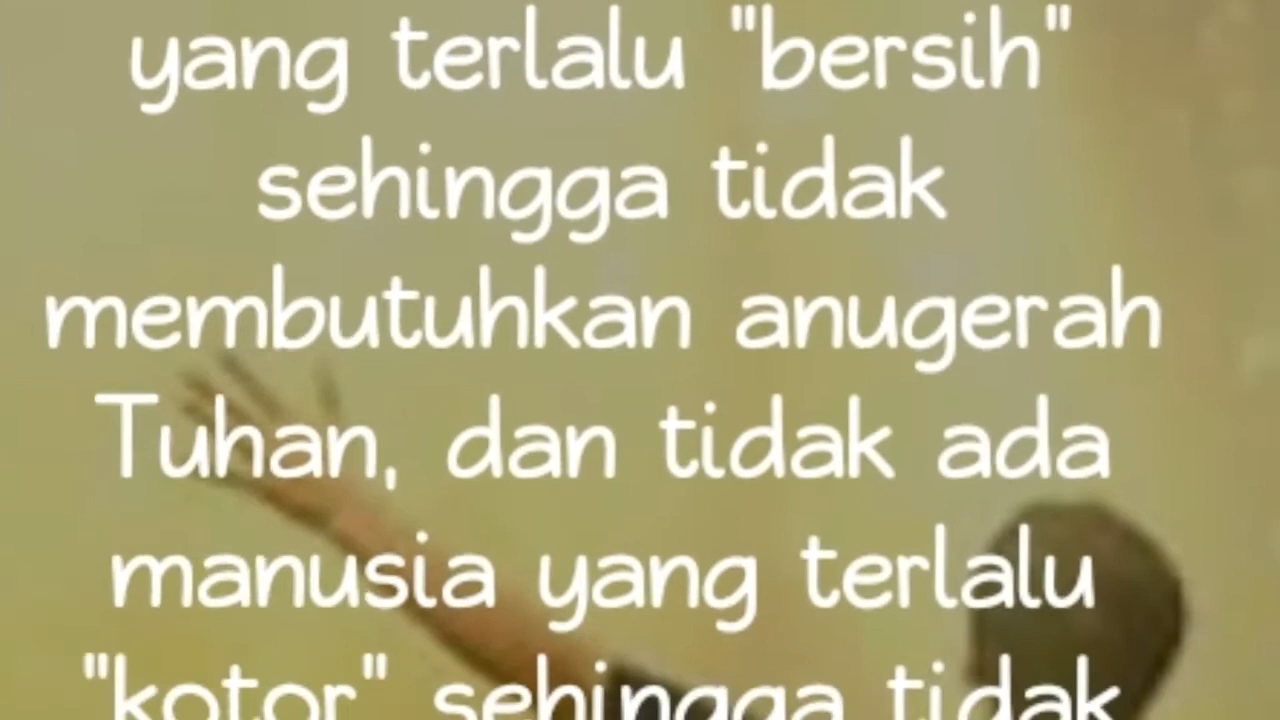 yang terlalu "bersih"
sehingga tidak
membutuhkan anugerah
Tuhan, dan tidak ada
manusia yang terlalu
"kotor" sehingga tidak